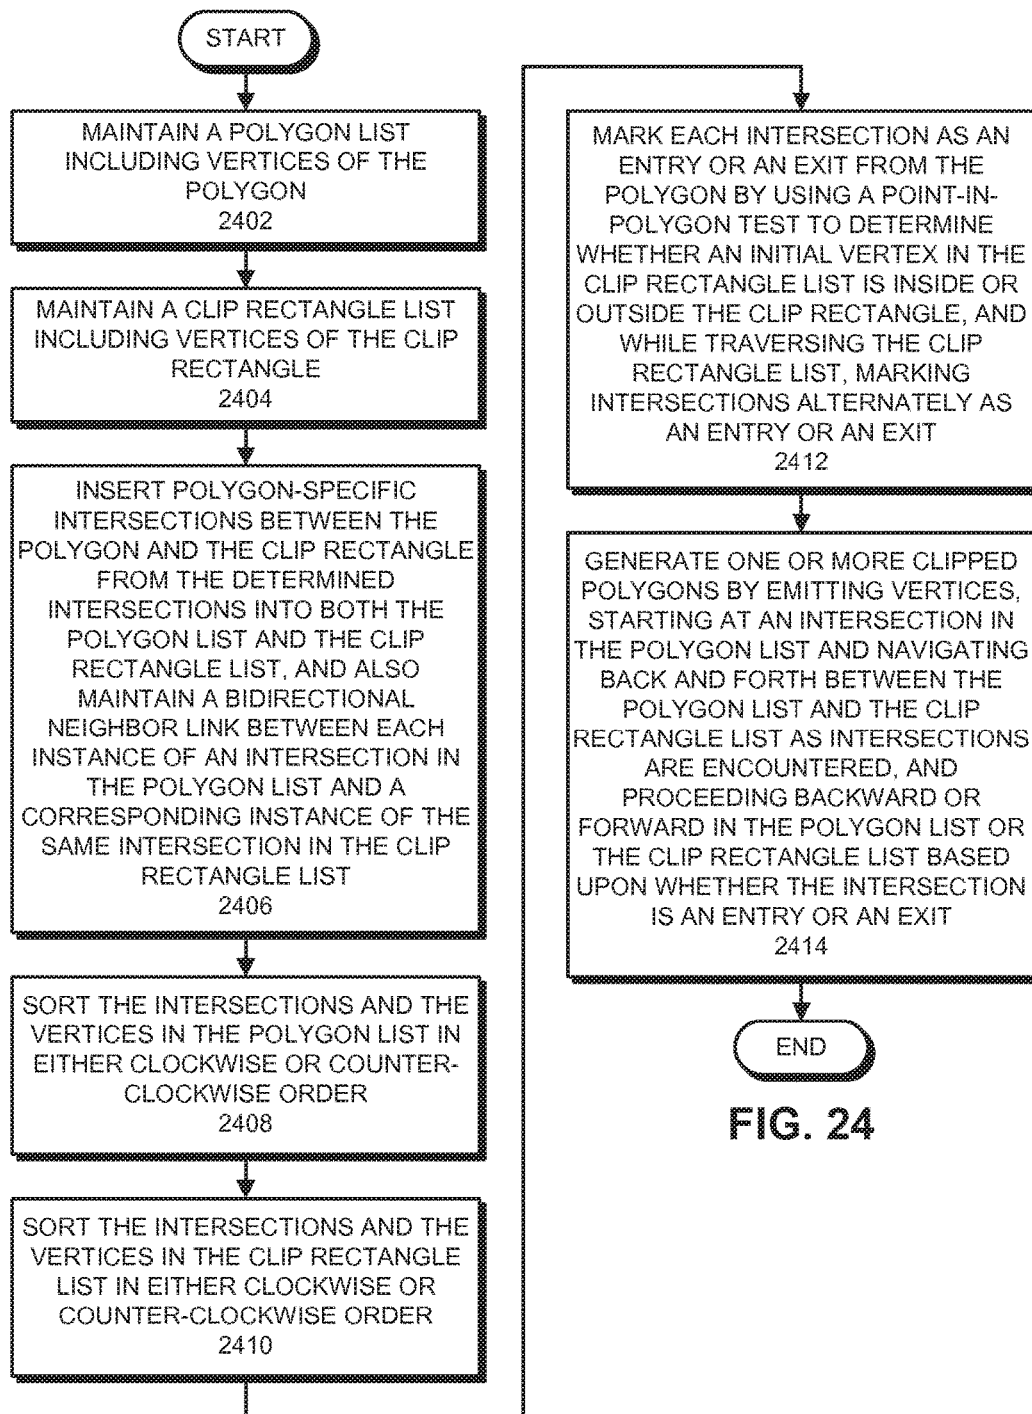 START
MAINTAIN A POLYGON LIST
INCLUDING VERTICES OF THE
POLYGON
2402
MAINTAIN A CLIP RECTANGLE LIST
INCLUDING VERTICES OF THE CLIP
RECTANGLE
2404
INSERT POLYGON-SPECIFIC
INTERSECTIONS BETWEEN THE
POLYGON AND THE CLIP RECTANGLE
FROM THE DETERMINED
INTERSECTIONS INTO BOTH THE
POLYGON LIST AND THE CLIP
RECTANGLE LIST, AND ALSO
MAINTAIN A BIDIRECTIONAL
NEIGHBOR LINK BETWEEN EACH
INSTANCE OF AN INTERSECTION IN
THE POLYGON LIST AND A
CORRESPONDING INSTANCE OF THE
SAME INTERSECTION IN THE CLIP
RECTANGLE LIST
2406
SORT THE INTERSECTIONS AND THE
VERTICES IN THE POLYGON LIST IN
EITHER CLOCKWISE OR COUNTER-
CLOCKWISE ORDER
2408
SORT THE INTERSECTIONS AND THE
VERTICES IN THE CLIP RECTANGLE
LIST IN EITHER CLOCKWISE OR
COUNTER-CLOCKWISE ORDER
2410
MARK EACH INTERSECTION AS AN
ENTRY OR AN EXIT FROM THE
POLYGON BY USING A POINT-IN-
POLYGON TEST TO DETERMINE
WHETHER AN INITIAL VERTEX IN THE
CLIP RECTANGLE LIST IS INSIDE OR
OUTSIDE THE CLIP RECTANGLE, AND
WHILE TRAVERSING THE CLIP
RECTANGLE LIST, MARKING
INTERSECTIONS ALTERNATELY AS
AN ENTRY OR AN EXIT
2412
GENERATE ONE OR MORE CLIPPED
POLYGONS BY EMITTING VERTICES,
STARTING AT AN INTERSECTION IN
THE POLYGON LIST AND NAVIGATING
BACK AND FORTH BETWEEN THE
POLYGON LIST AND THE CLIP
RECTANGLE LIST AS INTERSECTIONS
ARE ENCOUNTERED, AND
PROCEEDING BACKWARD OR
FORWARD IN THE POLYGON LIST OR
THE CLIP RECTANGLE LIST BASED
UPON WHETHER THE INTERSECTION
IS AN ENTRY OR AN EXIT
2414
END
FIG. 24